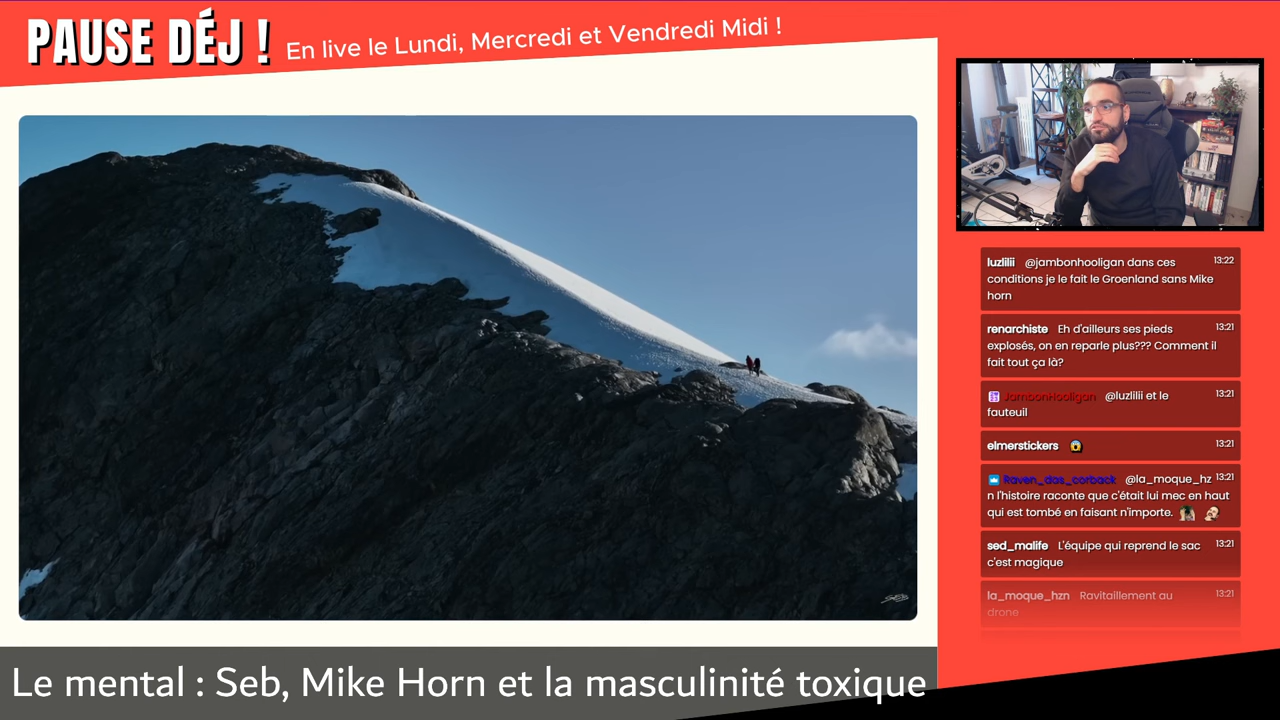 PAUSE DÉJ !
En live le Lundi, Mercredi et Vendredi Midi !
luzlilii @jambonhooligan dans ces 13:22
conditions je le fait le Groenland sans Mike
horn
renarchiste Eh d'ailleurs ses pieds 13:21
explosés, on en reparle plus??? Comment il
fait tout ça là?
JambonHooligan @luzlilii et le 13:21
fauteuil
elmerstickers 13:21
Raven_das_corback @la_moque_hz 13:21
n l'histoire raconte que c'était lui mec en haut
qui est tombé en faisant n'importe.
sed_malife L'équipe qui reprend le sac 13:21
c'est magique
la_moque_hzn Ravitaillement au 13:21
drone
SEB
Le mental : Seb, Mike Horn et la masculinité toxique